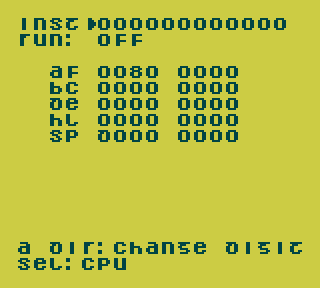 inst ▶000000000000
run: OFF
af 0080 0000
bc 0000 0000
de 0000 0000
hl 0000 0000
sp 0000 0000
a dir:change digit
sel:CPU